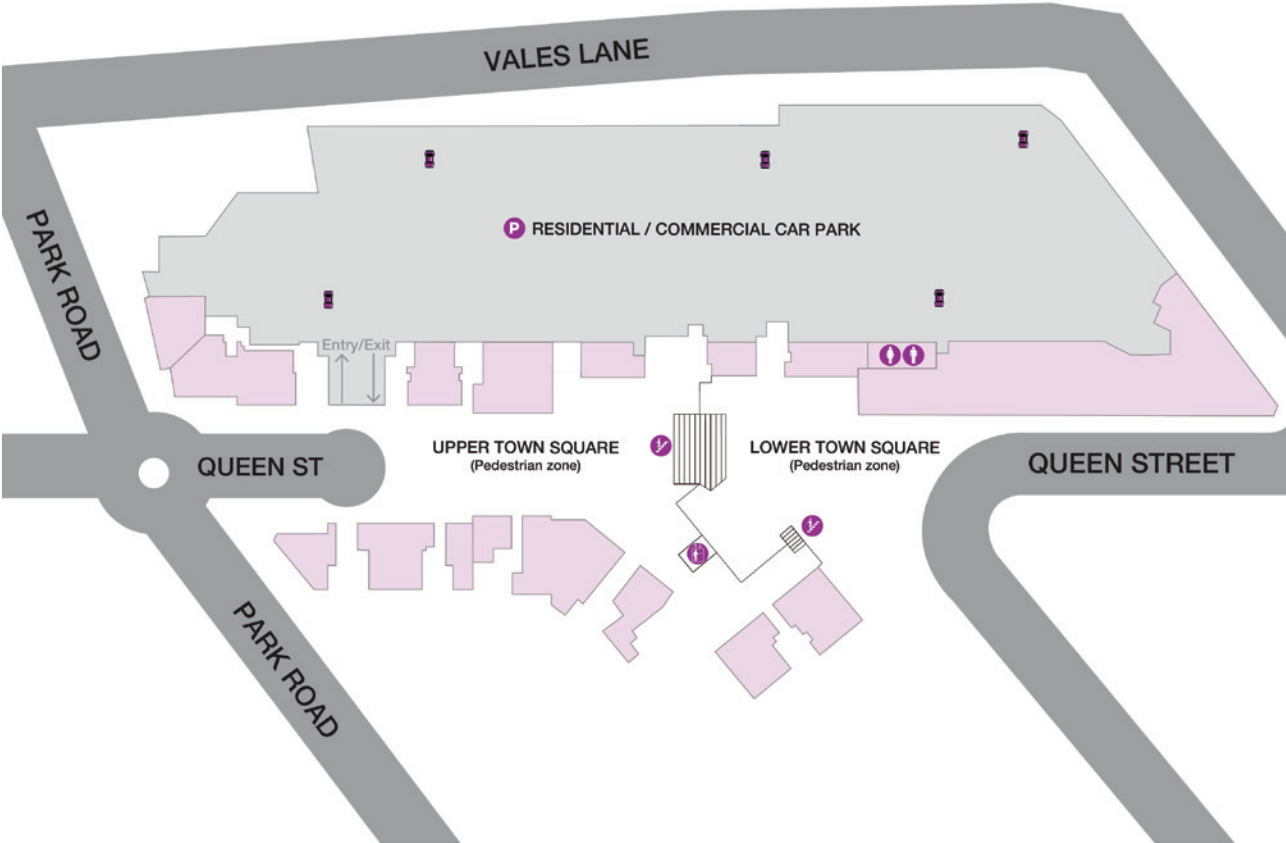 VALES LANE
PARK ROAD
P RESIDENTIAL / COMMERCIAL CAR PARK
Entry/Exit
UPPER TOWN SQUARE
(Pedestrian zone)
LOWER TOWN SQUARE
(Pedestrian zone)
QUEEN ST
QUEEN STREET
PARK ROAD